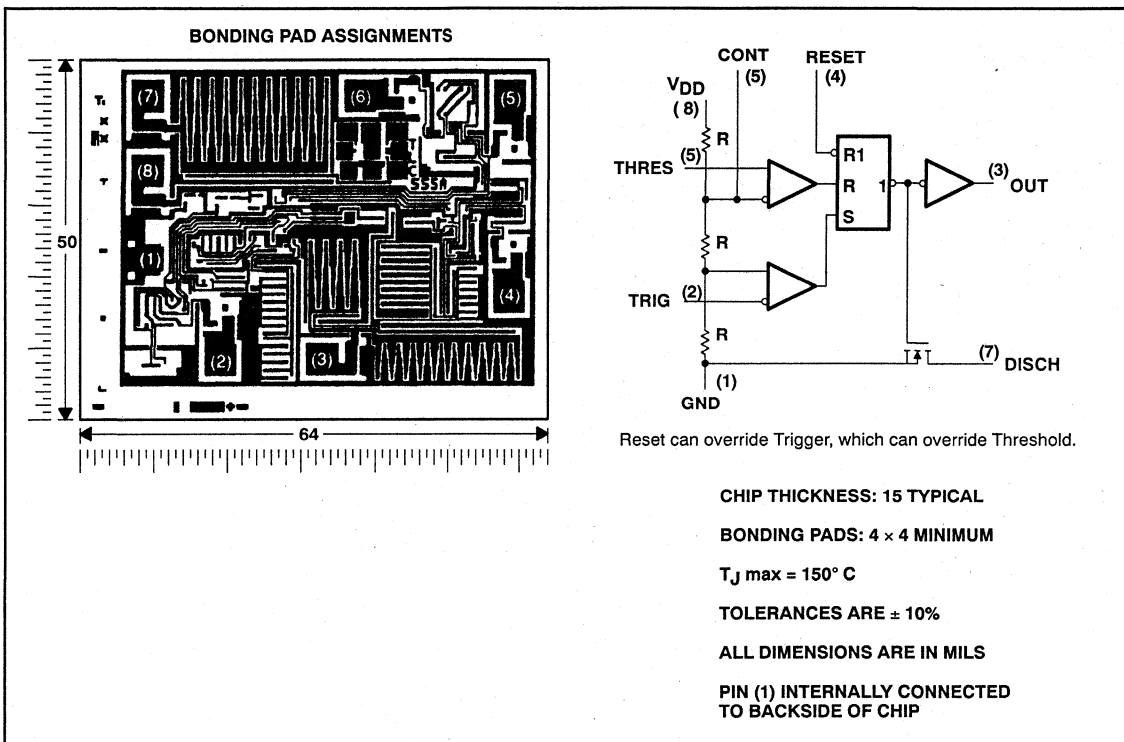 BONDING PAD ASSIGNMENTS
(7)
(6)
(5)
(8)
T
C
555A
50
(1)
(4)
(2)
(3)
64
CONT
(5)
RESET
(4)
VDD
(8)
R
THRES
(5)
R1
R
S
1
(3)
OUT
R
TRIG
(2)
R
(7)
DISCH
(1)
GND
Reset can override Trigger, which can override Threshold.
CHIP THICKNESS: 15 TYPICAL
BONDING PADS: 4 × 4 MINIMUM
TJ max = 150° C
TOLERANCES ARE ± 10%
ALL DIMENSIONS ARE IN MILS
PIN (1) INTERNALLY CONNECTED
TO BACKSIDE OF CHIP